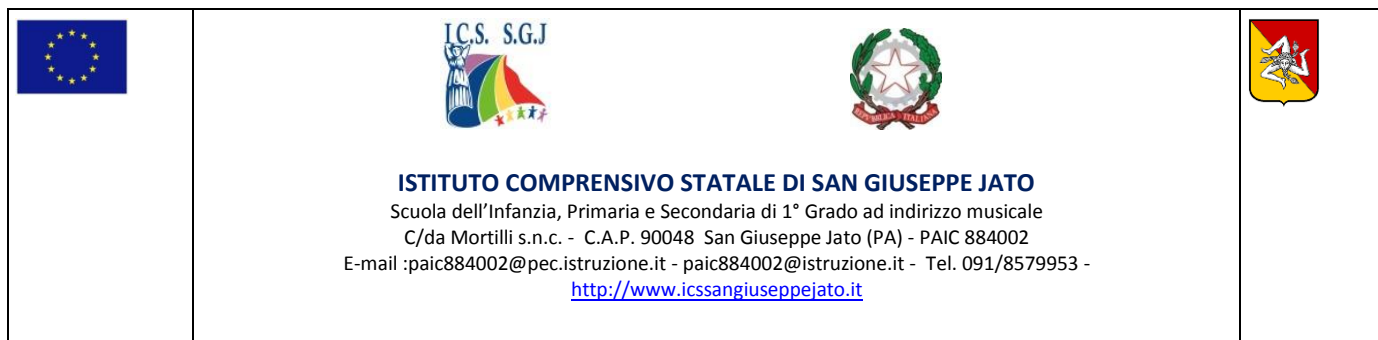 I.C.S. S.G.J
REPVBBLICA ITALIANA
ISTITUTO COMPRENSIVO STATALE DI SAN GIUSEPPE JATO
Scuola dell’Infanzia, Primaria e Secondaria di 1° Grado ad indirizzo musicale
C/da Mortilli s.n.c. - C.A.P. 90048 San Giuseppe Jato (PA) - PAIC 884002
E-mail :paic884002@pec.istruzione.it - paic884002@istruzione.it - Tel. 091/8579953 -
http://www.icssangiuseppejato.it